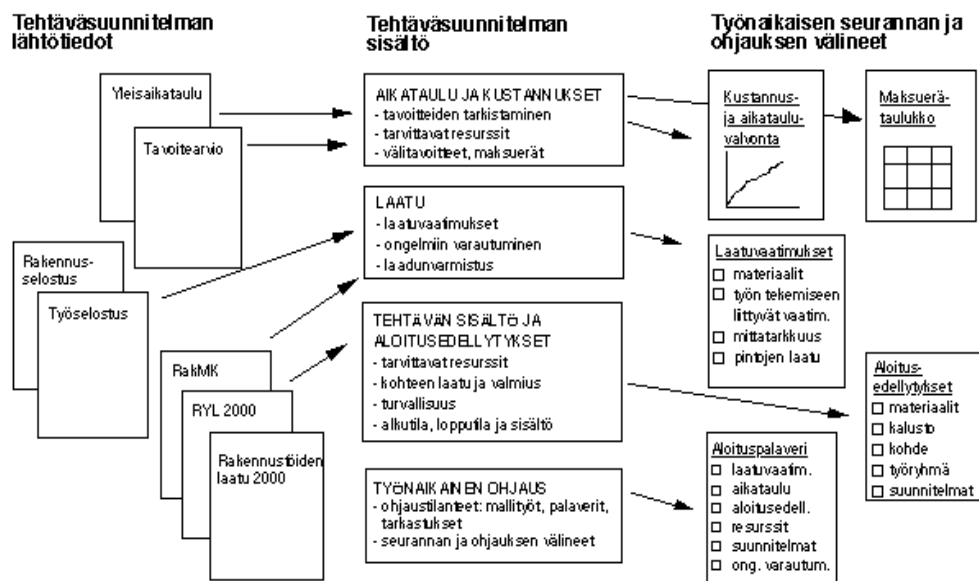 Tehtäväsuunnitelman
lähtötiedot
Yleisaikataulu
Tavoitearvio
Rakennus-
selostus
Työselostus
RakMK
RYL 2000
Rakennustöiden
laatu 2000
Tehtäväsuunnitelman
sisältö
AIKATAULU JA KUSTANNUKSET
- tavoitteiden tarkistaminen
- tarvittavat resurssit
- välitavoitteet, maksuerät
LAATU
- laatuvaatimukset
- ongelmiin varautuminen
- laadunvarmistus
TEHTÄVÄN SISÄLTÖ JA
ALOITUSEDELLYTYKSET
- tarvittavat resurssit
- kohteen laatu ja valmius
- turvallisuus
- alkutila, lopputila ja sisältö
TYÖNAIKAINEN OHJAUS
- ohjaustilanteet: mallityöt, palaverit,
tarkastukset
- seurannan ja ohjauksen välineet
Työnaikaisen seurannan ja
ohjauksen välineet
Kustannus-
ja aikataulu-
valvonta
Maksuerä-
taulukko
Laatuvaatimukset
materiaalit
työn tekemiseen
liittyvät vaatim.
mittatarkkuus
pintojen laatu
Aloitus-
edellytykset
materiaalit
kalusto
kohde
työryhmä
suunnitelmat
Aloituspalaveri
laatuvaatim.
aikataulu
aloitusedell.
resurssit
suunnitelmat
ong. varautum.